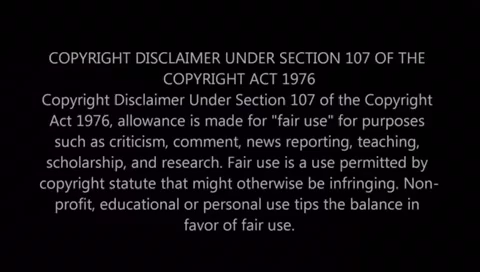 COPYRIGHT DISCLAIMER UNDER SECTION 107 OF THE
COPYRIGHT ACT 1976
Copyright Disclaimer Under Section 107 of the Copyright
Act 1976, allowance is made for "fair use" for purposes
such as criticism, comment, news reporting, teaching,
scholarship, and research. Fair use is a use permitted by
copyright statute that might otherwise be infringing. Non-
profit, educational or personal use tips the balance in
favor of fair use.